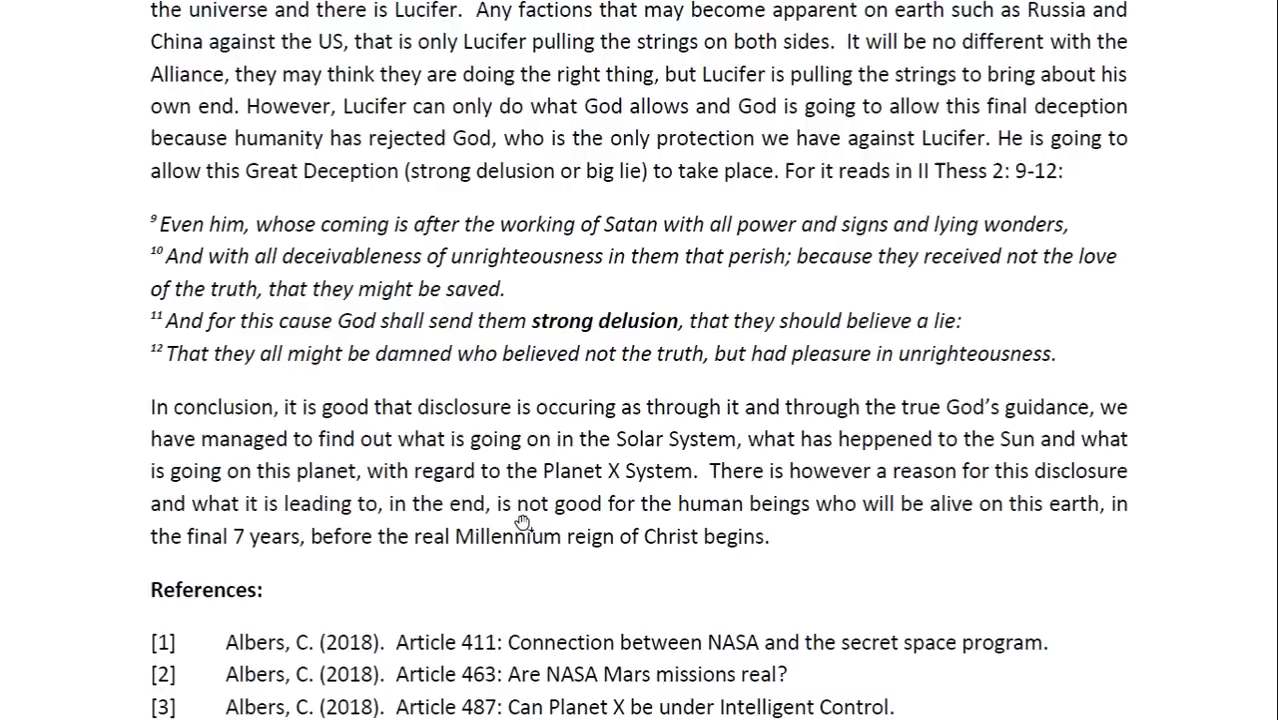 the universe and there is Lucifer.  Any factions that may become apparent on earth such as Russia and
China against the US, that is only Lucifer pulling the strings on both sides.  It will be no different with the
Alliance, they may think they are doing the right thing, but Lucifer is pulling the strings to bring about his
own end. However, Lucifer can only do what God allows and God is going to allow this final deception
because humanity has rejected God, who is the only protection we have against Lucifer. He is going to
allow this Great Deception (strong delusion or big lie) to take place. For it reads in II Thess 2: 9-12:
⁹ Even him, whose coming is after the working of Satan with all power and signs and lying wonders,
¹⁰ And with all deceivableness of unrighteousness in them that perish; because they received not the love
of the truth, that they might be saved.
¹¹ And for this cause God shall send them strong delusion, that they should believe a lie:
¹² That they all might be damned who believed not the truth, but had pleasure in unrighteousness.
In conclusion, it is good that disclosure is occuring as through it and through the true God’s guidance, we
have managed to find out what is going on in the Solar System, what has heppened to the Sun and what
is going on this planet, with regard to the Planet X System.  There is however a reason for this disclosure
and what it is leading to, in the end, is not good for the human beings who will be alive on this earth, in
the final 7 years, before the real Millennium reign of Christ begins.
References:
[1] Albers, C. (2018).  Article 411: Connection between NASA and the secret space program.
[2] Albers, C. (2018).  Article 463: Are NASA Mars missions real?
[3] Albers, C. (2018).  Article 487: Can Planet X be under Intelligent Control.